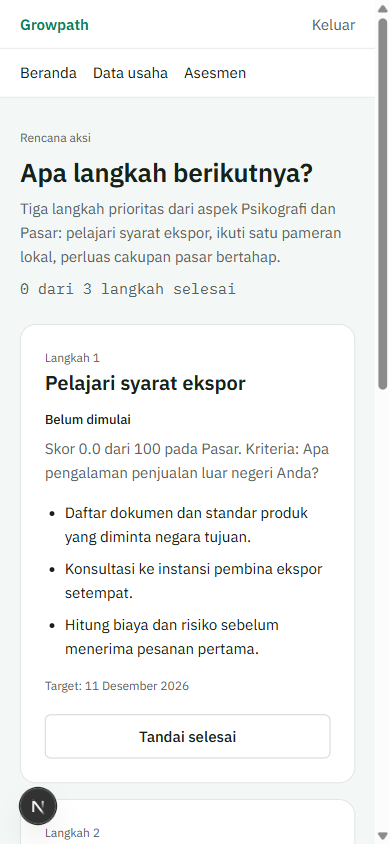 Growpath
Keluar
Beranda Data usaha Asesmen
Rencana aksi
Apa langkah berikutnya?
Tiga langkah prioritas dari aspek Psikografi dan
Pasar: pelajari syarat ekspor, ikuti satu pameran
lokal, perluas cakupan pasar bertahap.
0 dari 3 langkah selesai
Langkah 1
Pelajari syarat ekspor
Belum dimulai
Skor 0.0 dari 100 pada Pasar. Kriteria: Apa
pengalaman penjualan luar negeri Anda?
Daftar dokumen dan standar produk
yang diminta negara tujuan.
Konsultasi ke instansi pembina ekspor
setempat.
Hitung biaya dan risiko sebelum
menerima pesanan pertama.
Target: 11 Desember 2026
Tandai selesai
N
Langkah 2